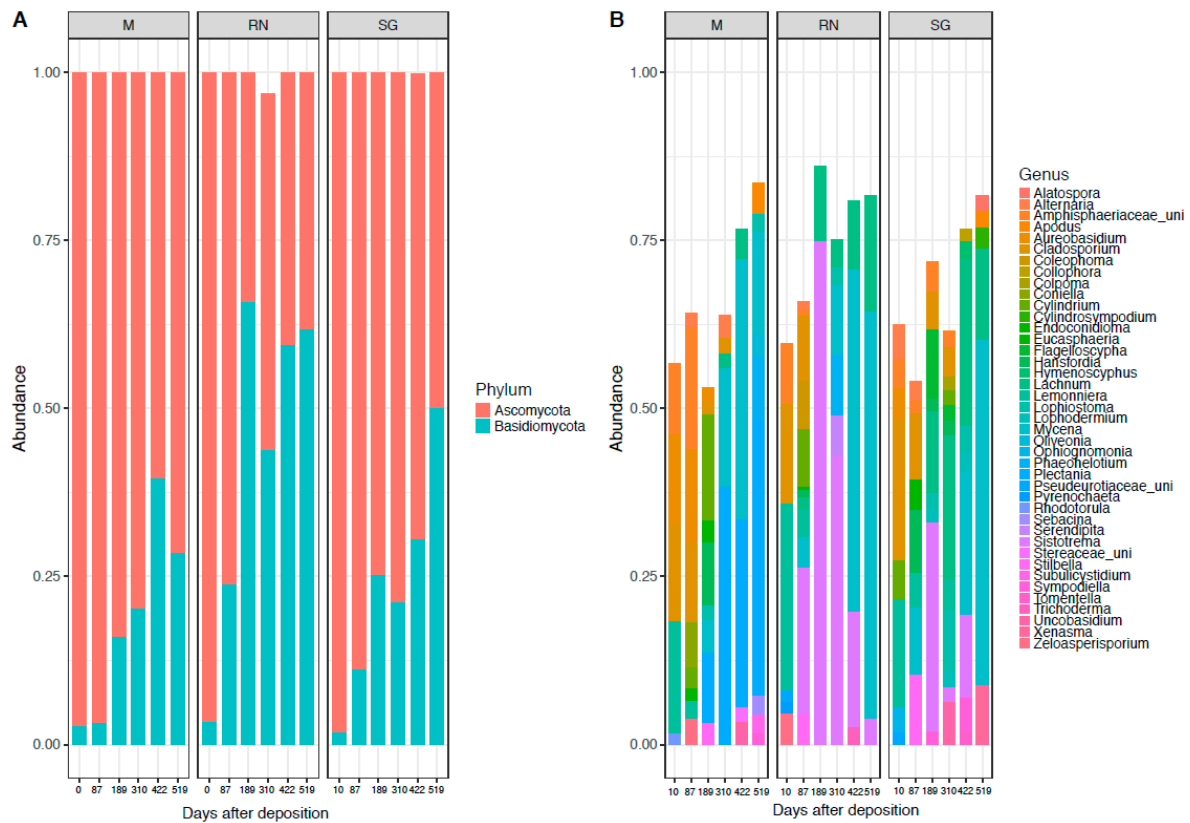 A
M
RN
SG
1.00
0.75
0.50
0.25
0.00
Abundance
0 87 189 310 422 519
0 87 189 310 422 519
10 87 189 310 422 519
Days after deposition
Phylum
Ascomycota
Basidiomycota
B
M
RN
SG
1.00
0.75
0.50
0.25
0.00
Abundance
10 87 189 310 422 519
10 87 189 310 422 519
10 87 189 310 422 519
Days after deposition
Genus
Alatospora
Alternaria
Amphisphaeriaceae_uni
Apodus
Aureobasidium
Cladosporium
Coleophoma
Collophora
Colpoma
Coniella
Cylindrium
Cylindrosympodium
Endoconidioma
Eucasphaeria
Flagelloscypha
Hansfordia
Hymenoscyphus
Lachnum
Lemonniera
Lophiostoma
Lophodermium
Mycena
Oliveonia
Ophiognomonia
Phaeohelotium
Plectania
Pseudeurotiaceae_uni
Pyrenochaeta
Rhodotorula
Sebacina
Serendipita
Sistotrema
Stereaceae_uni
Stilbella
Subulicystidium
Sympodiella
Tomentella
Trichoderma
Uncobasidium
Xenasma
Zeloasperisporium